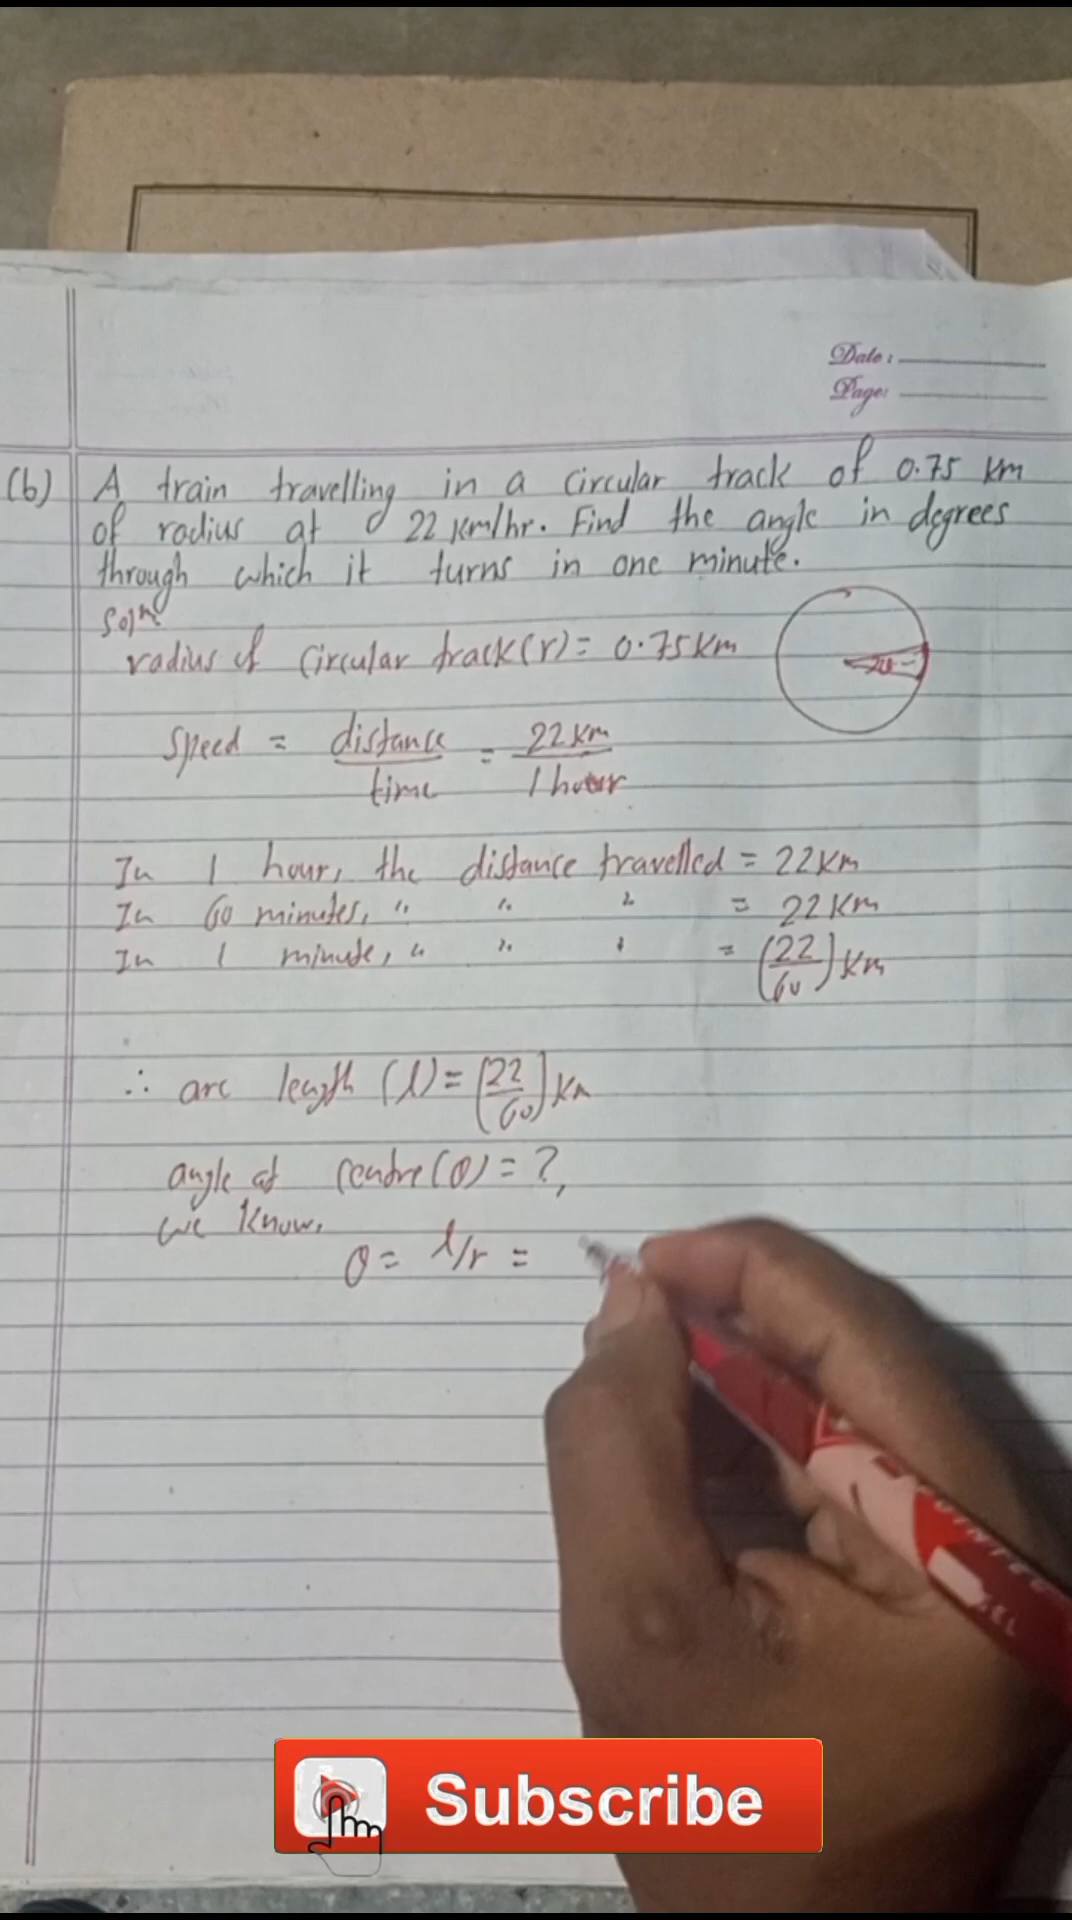 Date:
Page:
(b) A train travelling in a circular track of 0.75 km
of radius at 22 km/hr. Find the angle in degrees
through which it turns in one minute.
Soln
radius of circular track(r) = 0.75 Km
Speed = distance/time = 22 Km/1 hour
In 1 hour, the distance travelled = 22 Km
In 60 minutes, " " " = 22 Km
In 1 minute, " " " = (22/60) Km
∴ arc length (l) = (22/60) Km
angle at centre (θ) = ?,
we know,
θ = l/r =
Subscribe